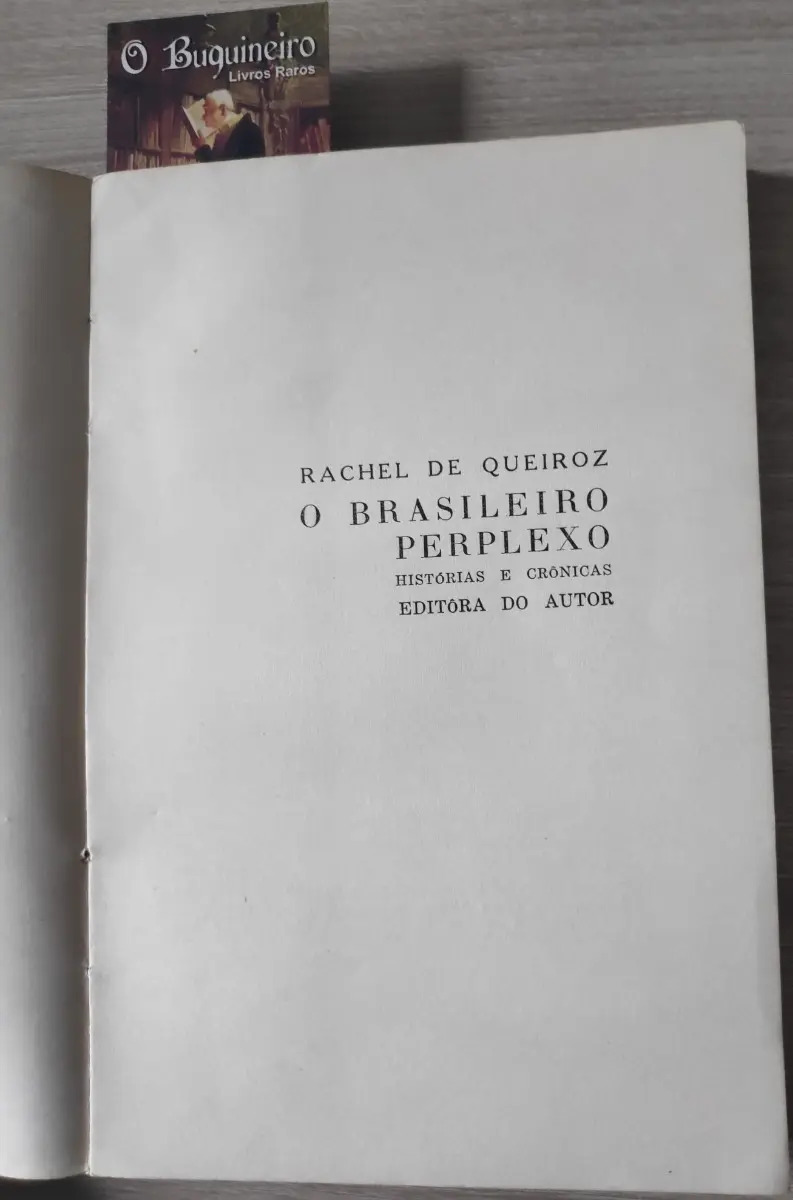 O Buquineiro
Livros Raros
RACHEL DE QUEIROZ
O BRASILEIRO
PERPLEXO
HISTÓRIAS E CRÔNICAS
EDITÔRA DO AUTOR